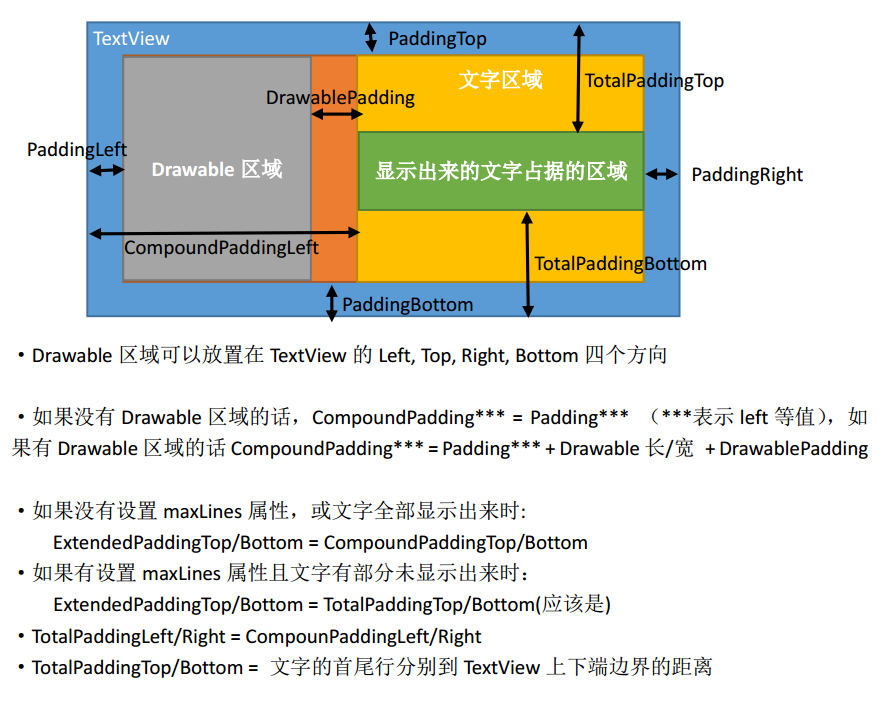 TextView
PaddingTop
文字区域
TotalPaddingTop
DrawablePadding
PaddingLeft
Drawable 区域
显示出来的文字占据的区域
PaddingRight
CompoundPaddingLeft
TotalPaddingBottom
PaddingBottom
• Drawable 区域可以放置在 TextView 的 Left, Top, Right, Bottom 四个方向
• 如果没有 Drawable 区域的话，CompoundPadding*** = Padding*** （***表示 left 等值），如
果有 Drawable 区域的话 CompoundPadding*** = Padding*** + Drawable 长/宽 + DrawablePadding
• 如果没有设置 maxLines 属性，或文字全部显示出来时:
ExtendedPaddingTop/Bottom = CompoundPaddingTop/Bottom
• 如果有设置 maxLines 属性且文字有部分未显示出来时：
ExtendedPaddingTop/Bottom = TotalPaddingTop/Bottom(应该是)
• TotalPaddingLeft/Right = CompounPaddingLeft/Right
• TotalPaddingTop/Bottom = 文字的首尾行分别到 TextView 上下端边界的距离